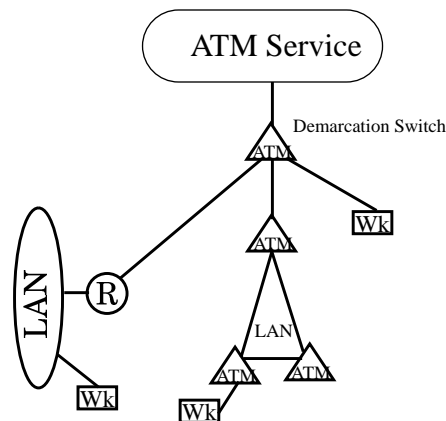 ATM Service
Demarcation Switch
ATM
Wk
ATM
LAN
R
LAN
ATM
ATM
Wk
Wk